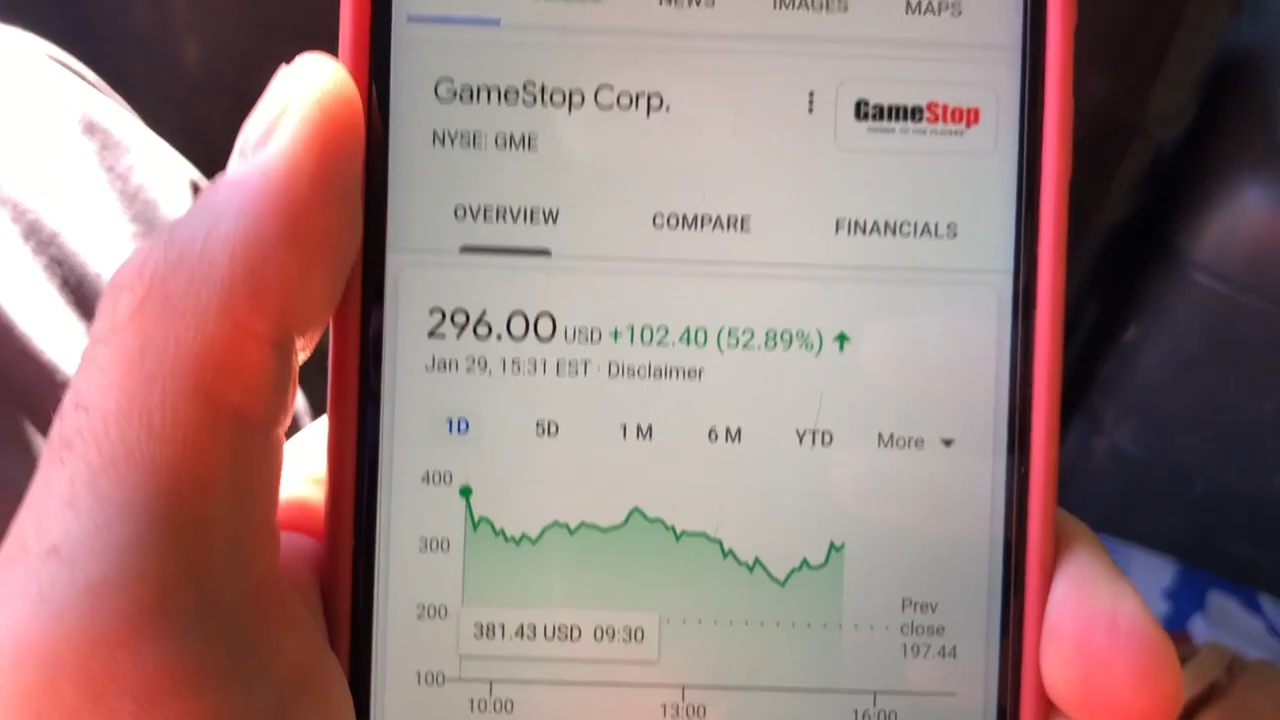 NEWS IMAGES MAPS
GameStop Corp.
GameStop
NYSE: GME
OVERVIEW COMPARE FINANCIALS
296.00 USD +102.40 (52.89%) ↑
Jan 29, 15:31 EST · Disclaimer
1D 5D 1 M 6 M YTD More
400
300
200
100
381.43 USD 09:30
Prev
close
197.44
10:00 13:00 16:00